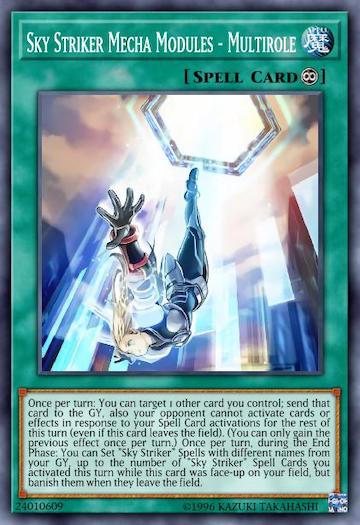 Sky Striker Mecha Modules - Multirole
[Spell Card]
Once per turn: You can target 1 other card you control; send
that card to the GY, also your opponent cannot activate cards or
effects in response to your Spell Card activations for the rest of
this turn (even if this card leaves the field). (You can only gain the
previous effect once per turn.) Once per turn, during the End
Phase: You can Set "Sky Striker" Spells with different names from
your GY, up to the number of "Sky Striker" Spell Cards you
activated this turn while this card was face-up on your field, but
banish them when they leave the field.
24010609
©1996 KAZUKI TAKAHASHI